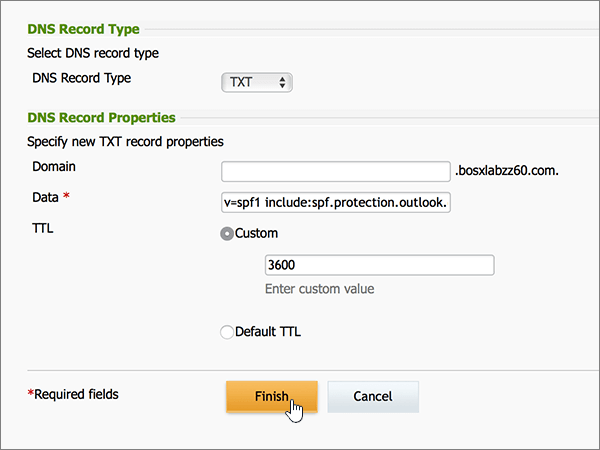 DNS Record Type
Select DNS record type
DNS Record Type TXT
DNS Record Properties
Specify new TXT record properties
Domain .bosxlabzz60.com.
Data * v=spf1 include:spf.protection.outlook.
TTL Custom
3600
Enter custom value
Default TTL
*Required fields Finish Cancel